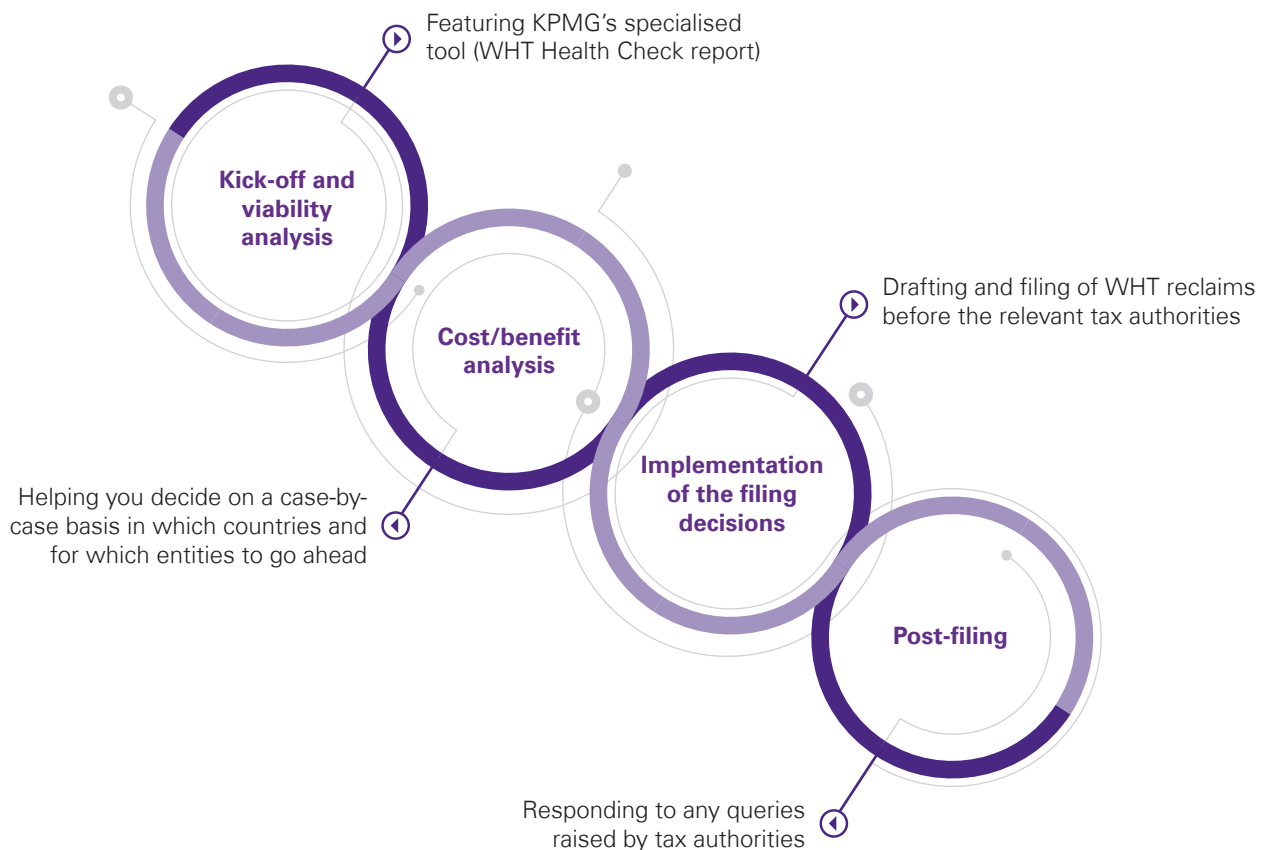 Featuring KPMG's specialised
tool (WHT Health Check report)
Kick-off and
viability
analysis
Cost/benefit
analysis
Helping you decide on a case-by-
case basis in which countries and
for which entities to go ahead
Drafting and filing of WHT reclaims
before the relevant tax authorities
Implementation
of the filing
decisions
Post-filing
Responding to any queries
raised by tax authorities